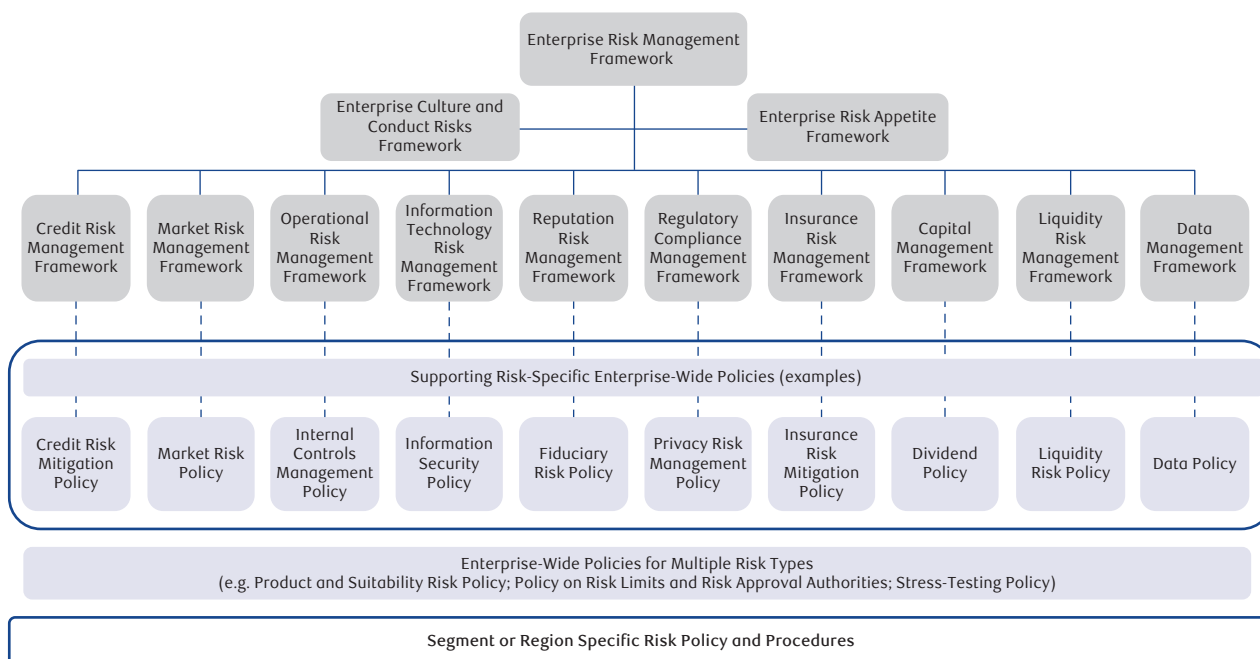 Enterprise Risk Management
Framework
Enterprise Culture and
Conduct Risks
Framework
Enterprise Risk Appetite
Framework
Credit Risk
Management
Framework
Market Risk
Management
Framework
Operational
Risk
Management
Framework
Information
Technology
Risk
Management
Framework
Reputation
Risk
Management
Framework
Regulatory
Compliance
Management
Framework
Insurance
Risk
Management
Framework
Capital
Management
Framework
Liquidity
Risk
Management
Framework
Data
Management
Framework
Supporting Risk-Specific Enterprise-Wide Policies (examples)
Credit Risk
Mitigation
Policy
Market Risk
Policy
Internal
Controls
Management
Policy
Information
Security
Policy
Fiduciary
Risk Policy
Privacy Risk
Management
Policy
Insurance
Risk
Mitigation
Policy
Dividend
Policy
Liquidity
Risk Policy
Data Policy
Enterprise-Wide Policies for Multiple Risk Types
(e.g. Product and Suitability Risk Policy; Policy on Risk Limits and Risk Approval Authorities; Stress-Testing Policy)
Segment or Region Specific Risk Policy and Procedures